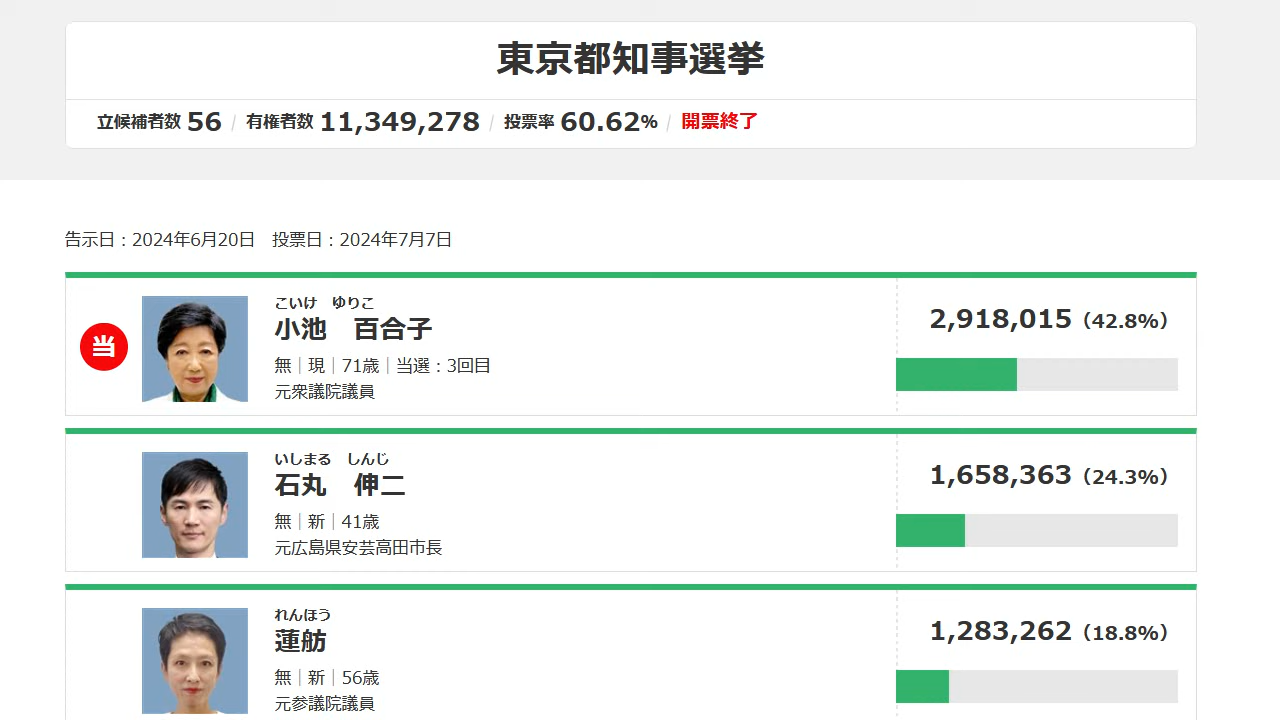 東京都知事選挙
立候補者数 56 / 有権者数 11,349,278 / 投票率 60.62% / 開票終了
告示日：2024年6月20日　投票日：2024年7月7日
当
こいけ　ゆりこ
小池　百合子
無｜現｜71歳｜当選：3回目
元衆議院議員
2,918,015（42.8%）
いしまる　しんじ
石丸　伸二
無｜新｜41歳
元広島県安芸高田市長
1,658,363（24.3%）
れんほう
蓮舫
無｜新｜56歳
元参議院議員
1,283,262（18.8%）